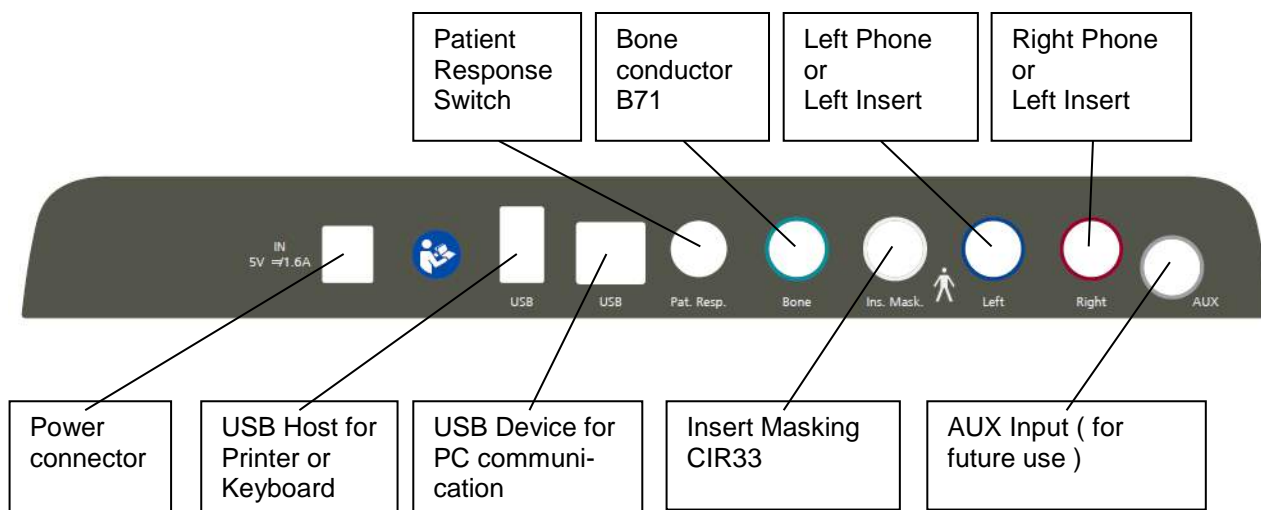 Patient
Response
Switch
Bone
conductor
B71
Left Phone
or
Left Insert
Right Phone
or
Left Insert
IN
5V ⎓/1.6A
USB
USB
Pat. Resp.
Bone
Ins. Mask.
Left
Right
AUX
Power
connector
USB Host for
Printer or
Keyboard
USB Device for
PC communi-
cation
Insert Masking
CIR33
AUX Input ( for
future use )